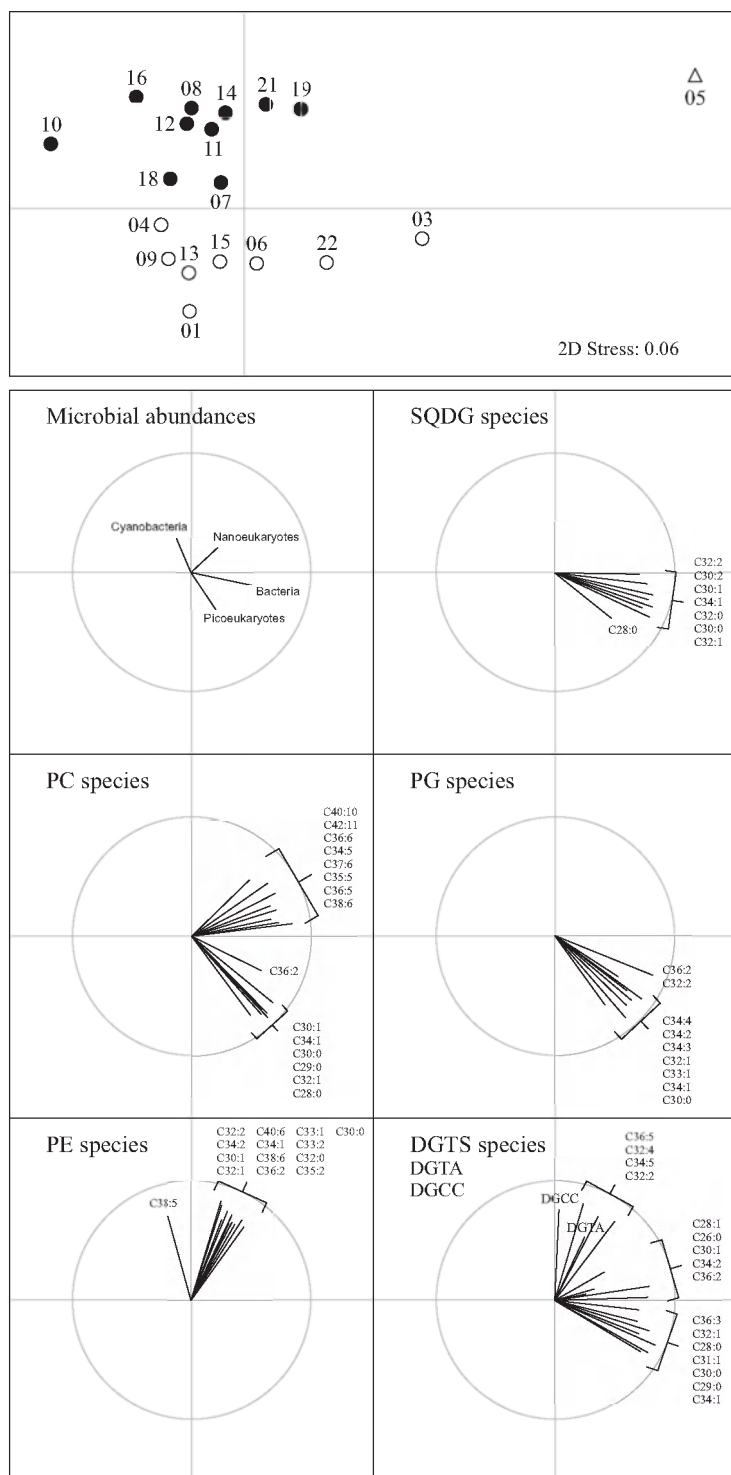 16
08
14
21
19
05
10
12
11
18
07
04
03
09
13
15
06
22
01
2D Stress: 0.06
Microbial abundances
Cyanobacteria
Nanoeukaryotes
Bacteria
Picoeukaryotes
SQDG species
C32:2
C30:2
C30:1
C34:1
C32:0
C30:0
C32:1
C28:0
PC species
C40:10
C42:11
C36:6
C34:5
C37:6
C35:5
C36:5
C38:6
C36:2
C30:1
C34:1
C30:0
C29:0
C32:1
C28:0
PG species
C36:2
C32:2
C34:4
C34:2
C34:3
C32:1
C33:1
C34:1
C30:0
PE species
C32:2 C40:6 C33:1 C30:0
C34:2 C34:1 C33:2
C30:1 C38:6 C32:0
C32:1 C36:2 C35:2
C38:5
DGTS species
DGTA
DGCC
C36:5
C32:4
C34:5
C32:2
DGCC
DGTA
C28:1
C26:0
C30:1
C34:2
C36:2
C36:3
C32:1
C28:0
C31:1
C30:0
C29:0
C34:1